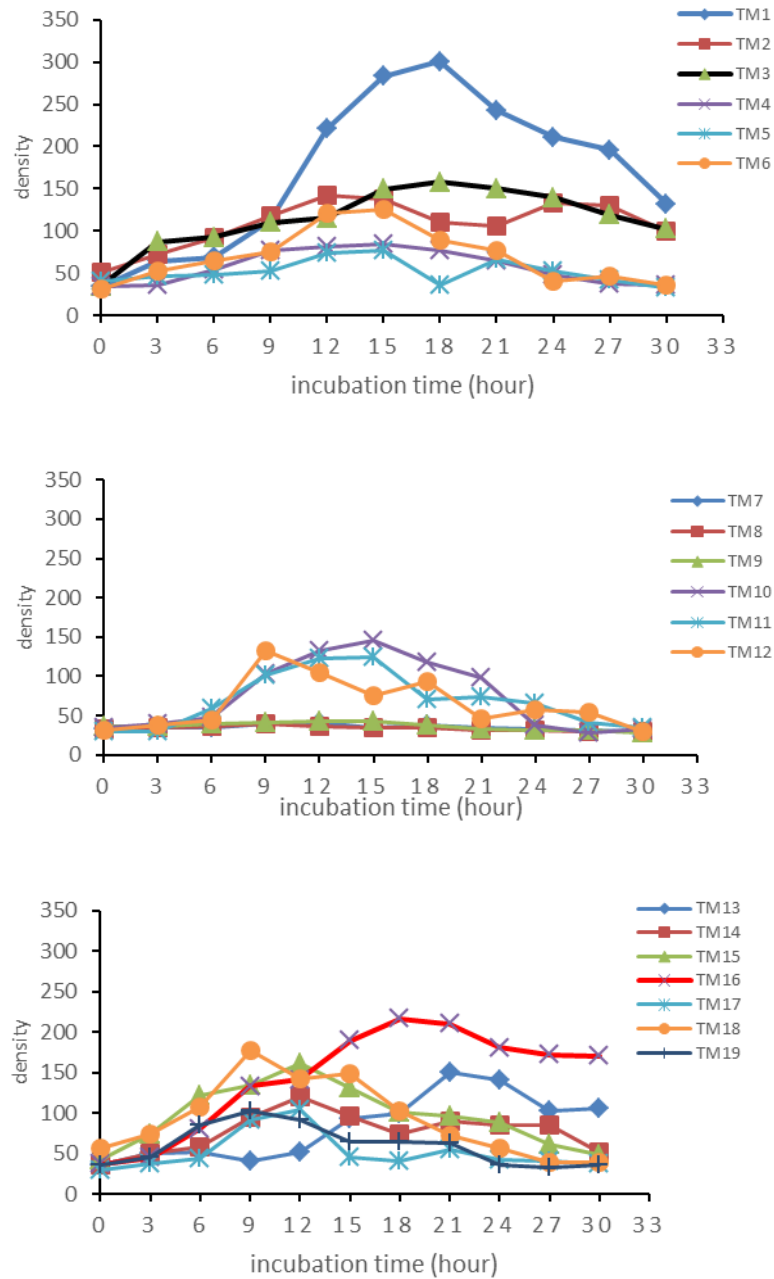 350
300
250
200
150
100
50
0
density
0 3 6 9 12 15 18 21 24 27 30 33
incubation time (hour)
TM1
TM2
TM3
TM4
TM5
TM6
350
300
250
200
150
100
50
0
density
0 3 6 9 12 15 18 21 24 27 30 33
incubation time (hour)
TM7
TM8
TM9
TM10
TM11
TM12
350
300
250
200
150
100
50
0
density
0 3 6 9 12 15 18 21 24 27 30 33
incubation time (hour)
TM13
TM14
TM15
TM16
TM17
TM18
TM19